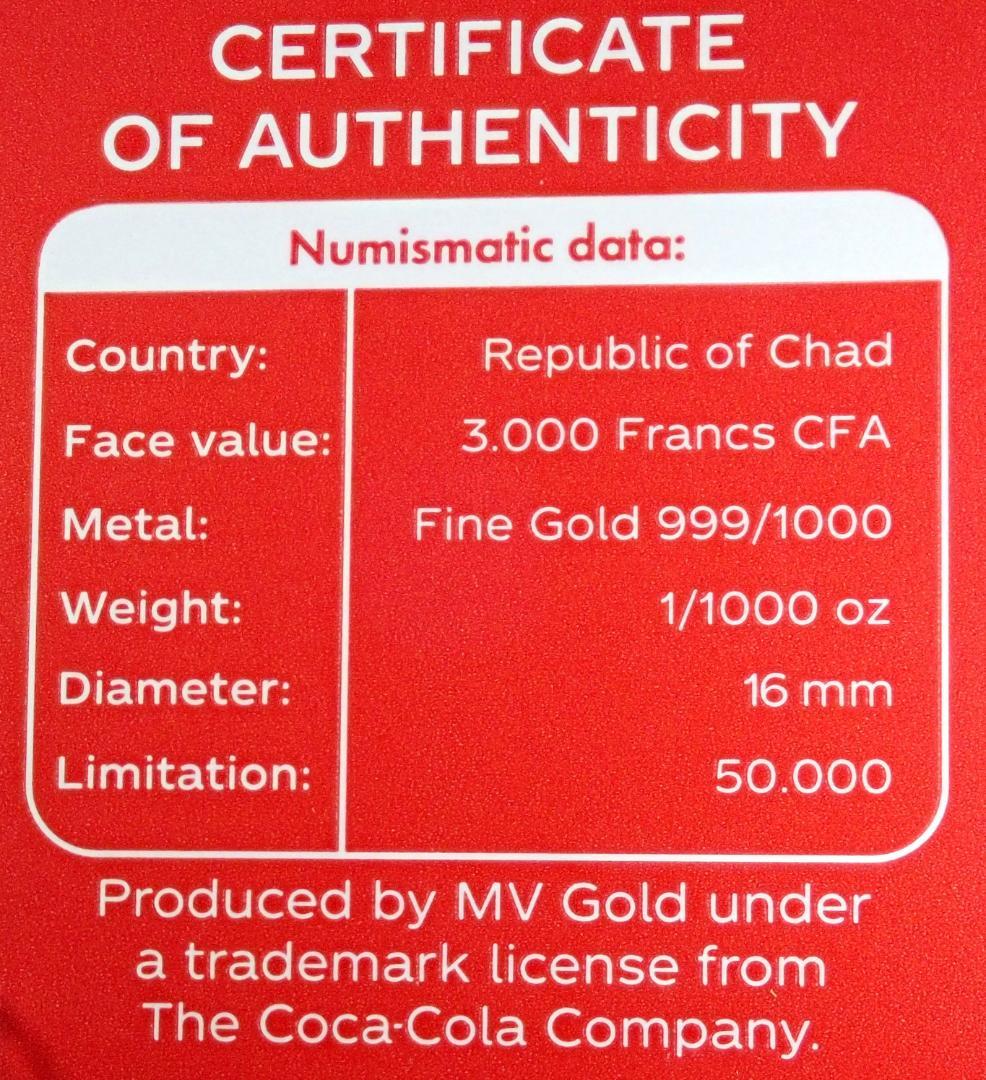 CERTIFICATE
OF AUTHENTICITY
Numismatic data:
Country: Republic of Chad
Face value: 3.000 Francs CFA
Metal: Fine Gold 999/1000
Weight: 1/1000 oz
Diameter: 16 mm
Limitation: 50.000
Produced by MV Gold under
a trademark license from
The Coca-Cola Company.